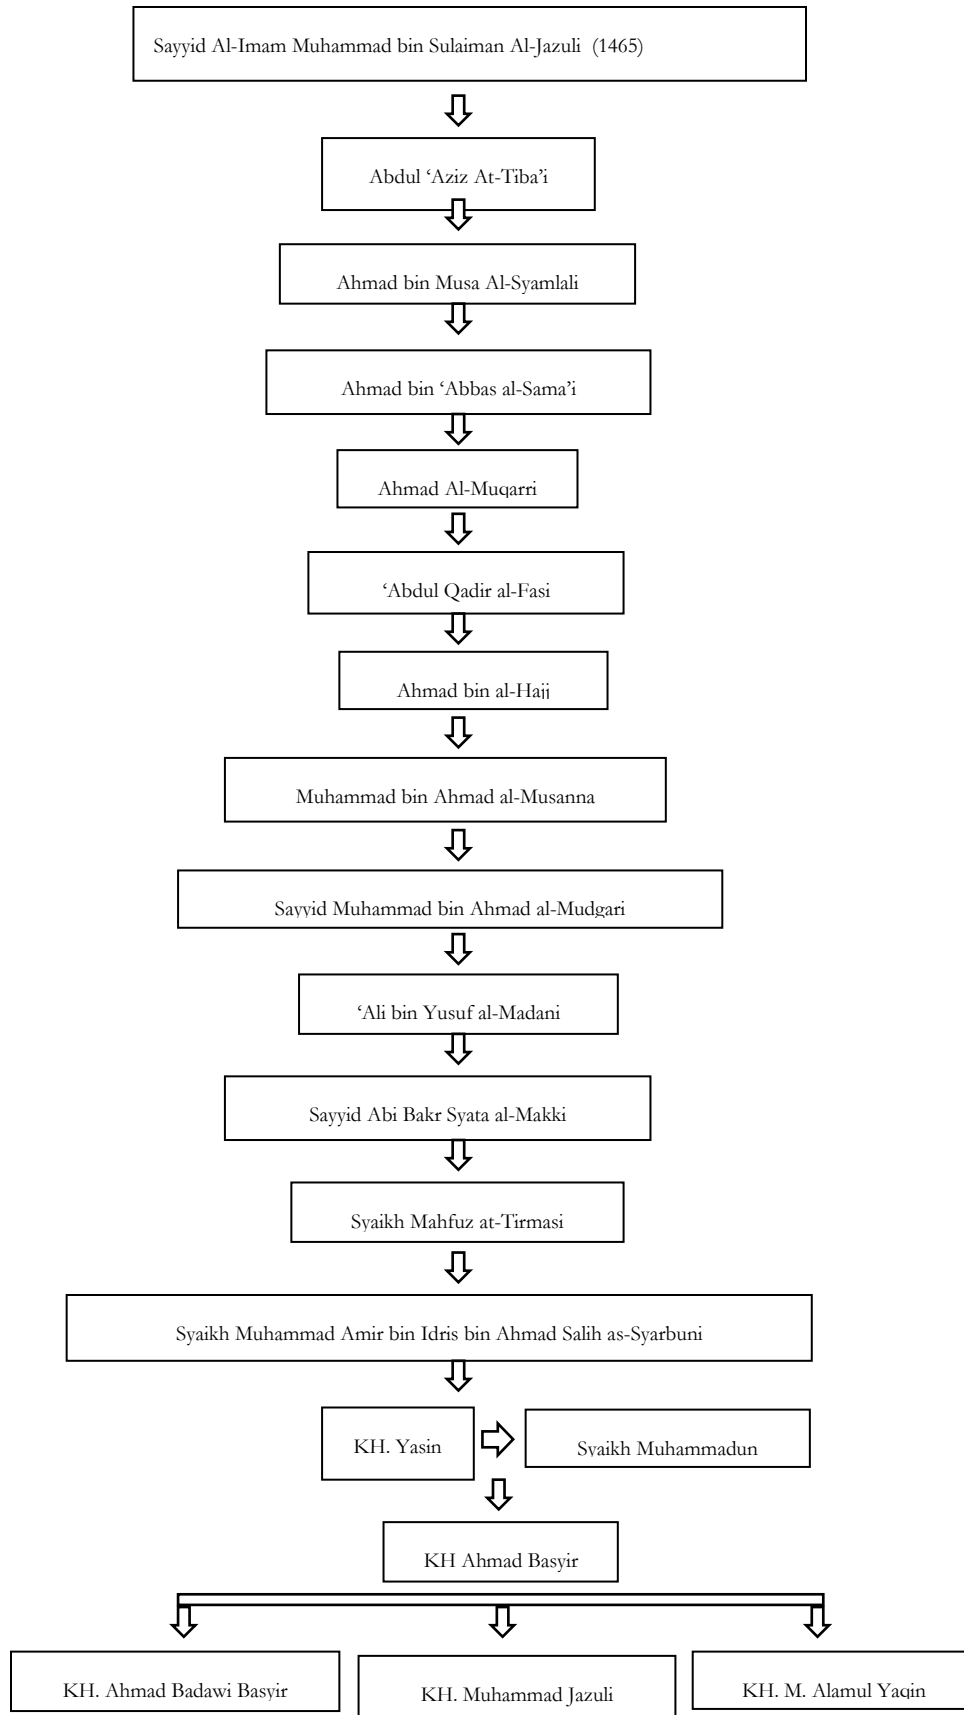 Sayyid Al-Imam Muhammad bin Sulaiman Al-Jazuli (1465)
Abdul ‘Aziz At-Tiba’i
Ahmad bin Musa Al-Syamlali
Ahmad bin ‘Abbas al-Sama’i
Ahmad Al-Muqarri
‘Abdul Qadir al-Fasi
Ahmad bin al-Hajj
Muhammad bin Ahmad al-Musanna
Sayyid Muhammad bin Ahmad al-Mudgari
‘Ali bin Yusuf al-Madani
Sayyid Abi Bakr Syata al-Makki
Syaikh Mahfuz at-Tirmasi
Syaikh Muhammad Amir bin Idris bin Ahmad Salih as-Syarbuni
KH. Yasin
Syaikh Muhammadun
KH Ahmad Basyir
KH. Ahmad Badawi Basyir
KH. Muhammad Jazuli
KH. M. Alamul Yaqin